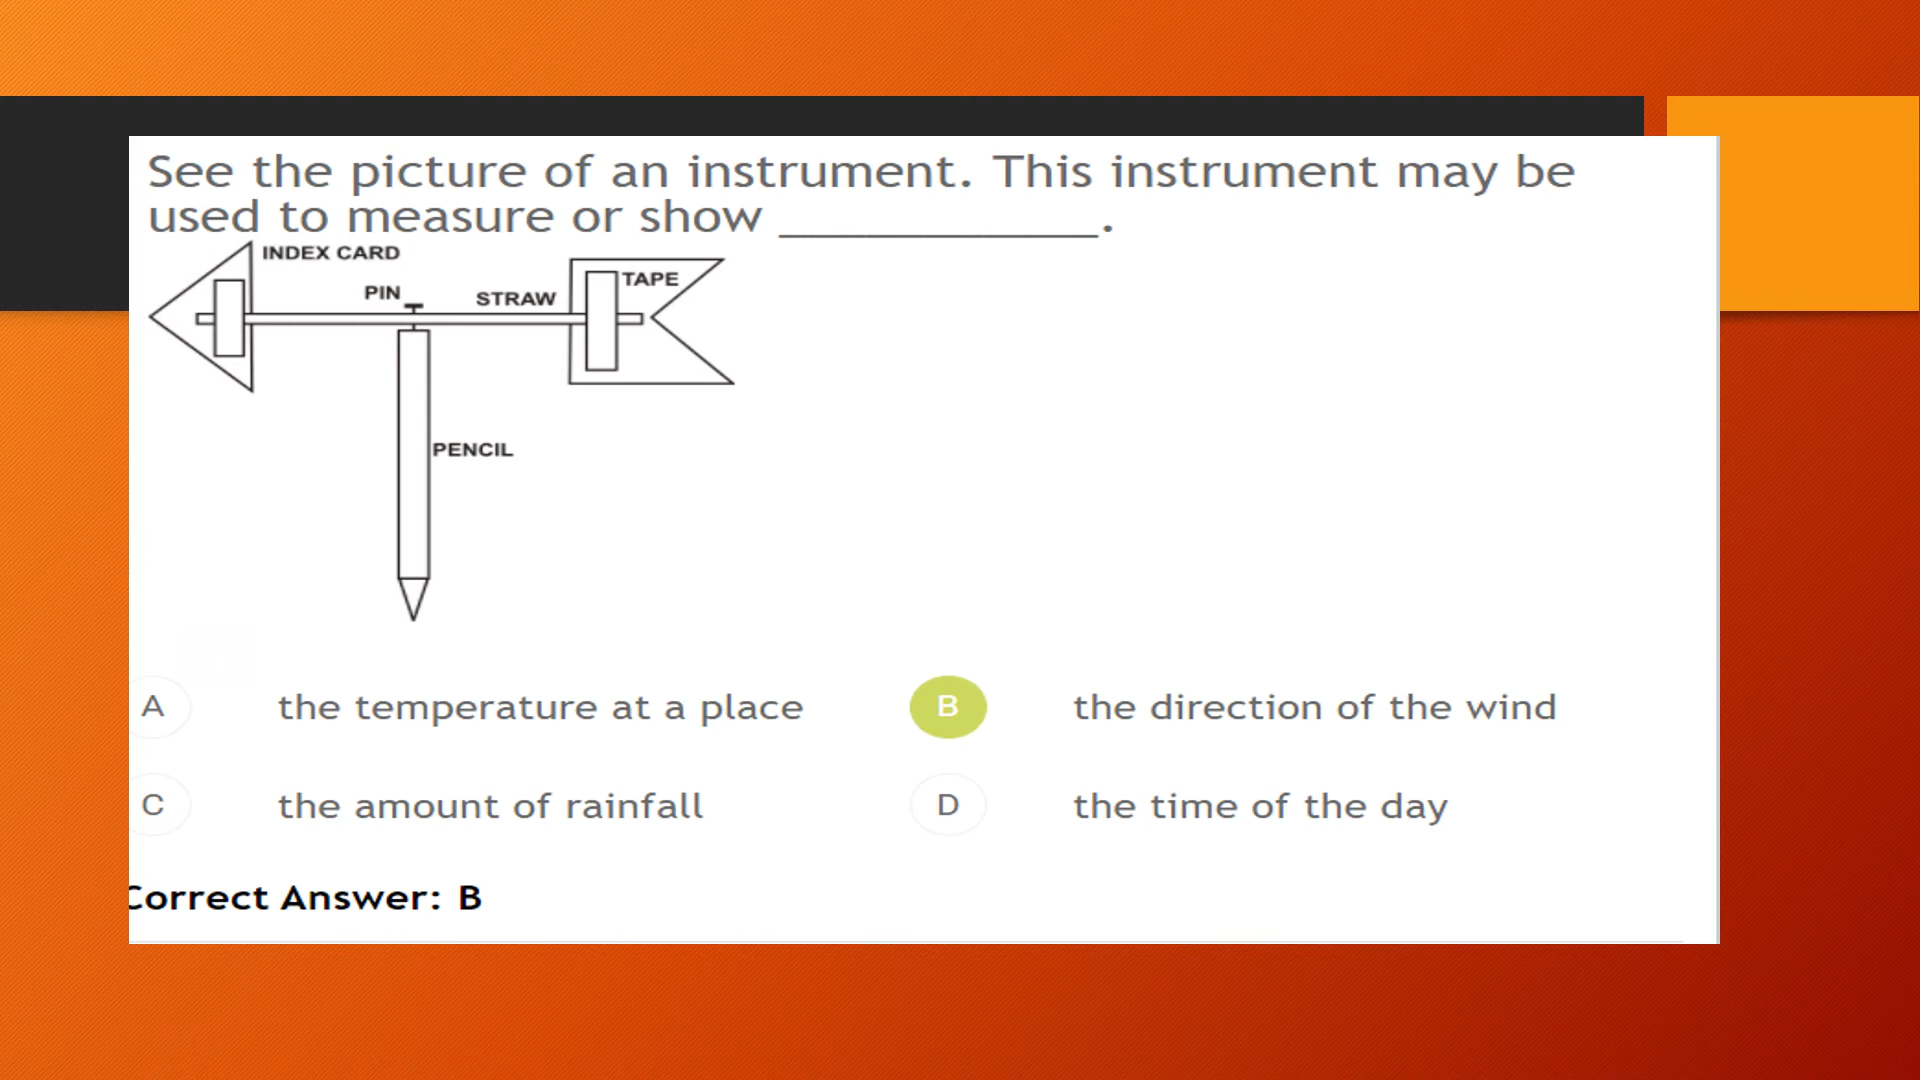 See the picture of an instrument. This instrument may be
used to measure or show ______________.
INDEX CARD
PIN
STRAW
TAPE
PENCIL
A the temperature at a place
B the direction of the wind
C the amount of rainfall
D the time of the day
Correct Answer: B